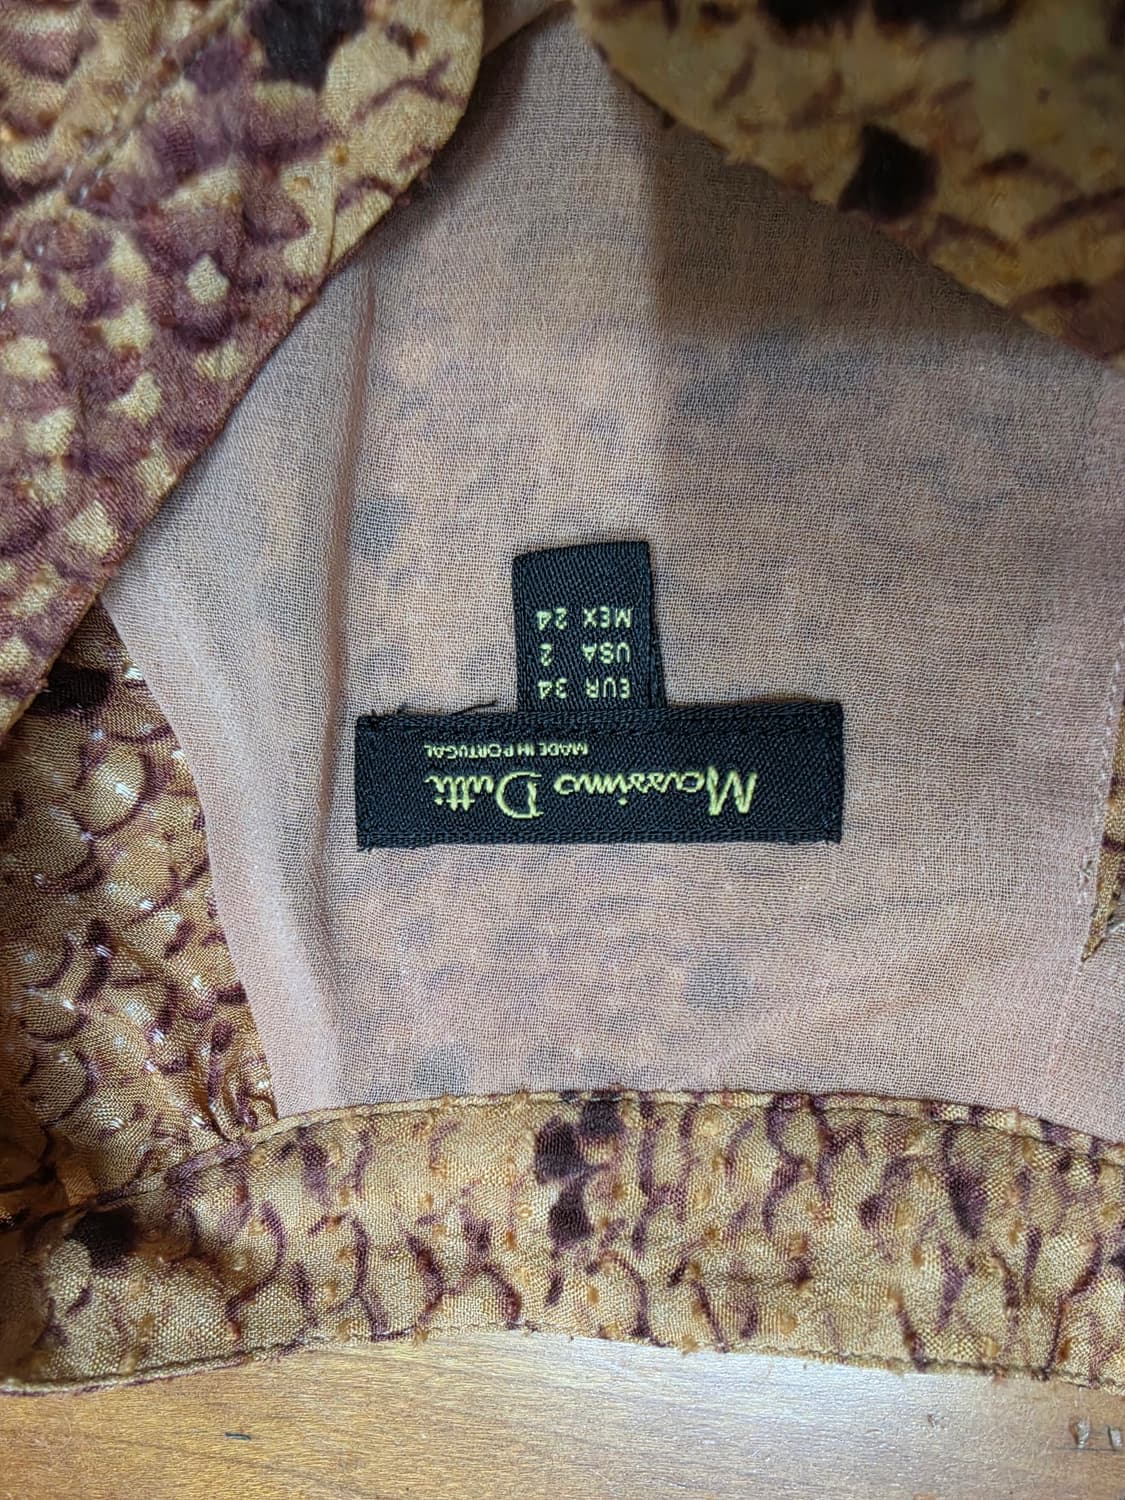 Massimo Dutti
MADE IN PORTUGAL
EUR 34
USA 2
MEX 24